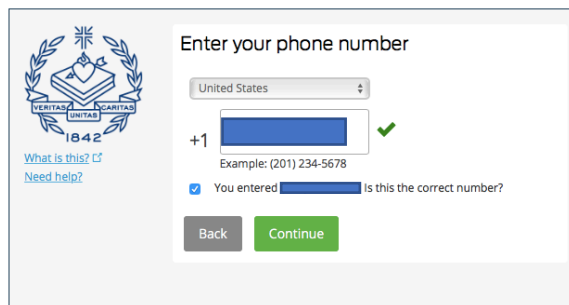 Enter your phone number
United States
VERITAS UNITAS CARITAS
1842
+1
Example: (201) 234-5678
What is this?
Need help?
You entered Is this the correct number?
Back Continue